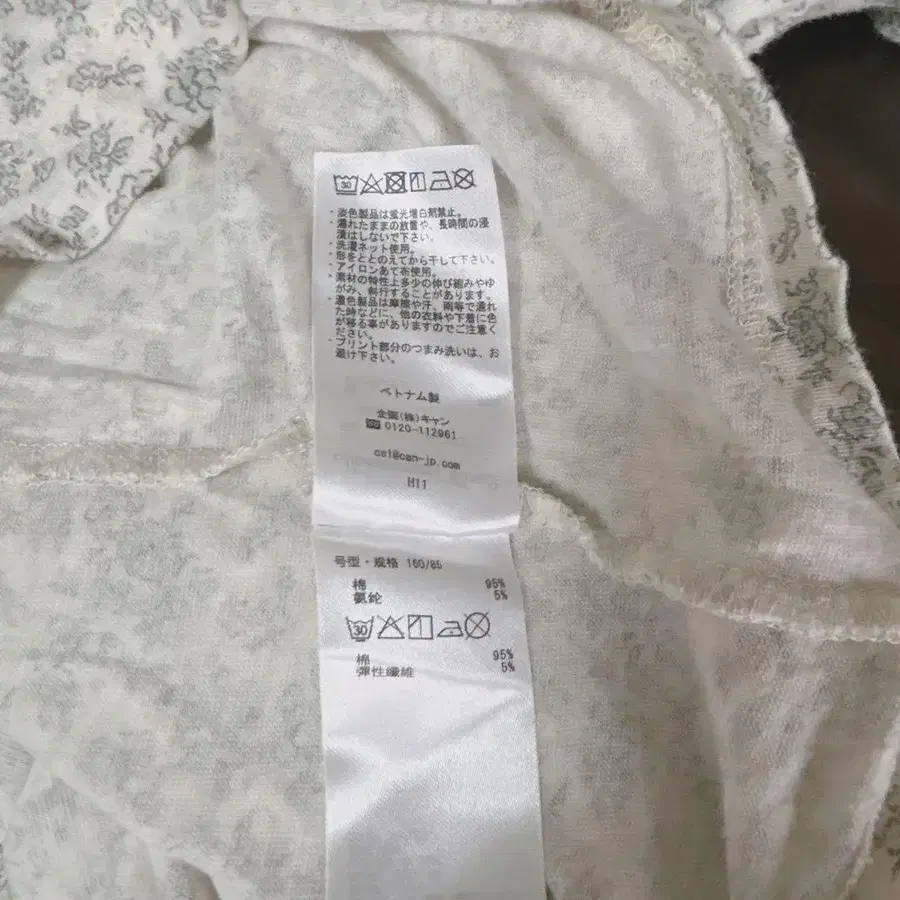 30
・淡色製品は蛍光増白剤禁止。
・濡れたままの放置や、長時間の浸
漬はしないで下さい。
・洗濯ネット使用。
・形をととのえてから干して下さい。
・アイロンあて布使用。
・素材の特性上多少の伸び縮みやゆ
がみ、斜行することがあります。
・濃色製品は摩擦や汗、雨等で濡れ
た時などに、他の衣料や下着に色
が移る事がありますのでご注意く
ださい。
・プリント部分のつまみ洗いは、お
避け下さい。
ベトナム製
企画(株)キャン
0120-112961
csl@can-jp.com
H11
号型・规格 160/85
棉 95%
氨纶 5%
30
棉 95%
彈性纖維 5%